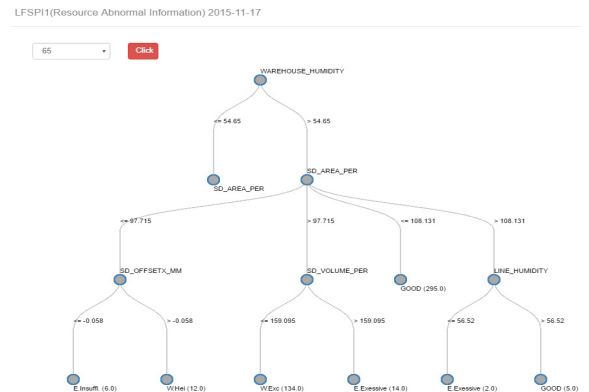 LFSPI1(Resource Abnormal Information) 2015-11-17
65 Click
WAREHOUSE_HUMIDITY
<= 54.65 > 54.65
SD_AREA_PER
SD_AREA_PER
<= 97.715 > 97.715 <= 108.131 > 108.131
SD_OFFSETX_MM SD_VOLUME_PER LINE_HUMIDITY
GOOD (295.0)
<= -0.058 > -0.058 <= 159.095 > 159.095 <= 56.52 > 56.52
E.Insuffi. (6.0) W.Hei (12.0) W.Exc (134.0) E.Exessive (14.0) E.Exessive (2.0) GOOD (5.0)